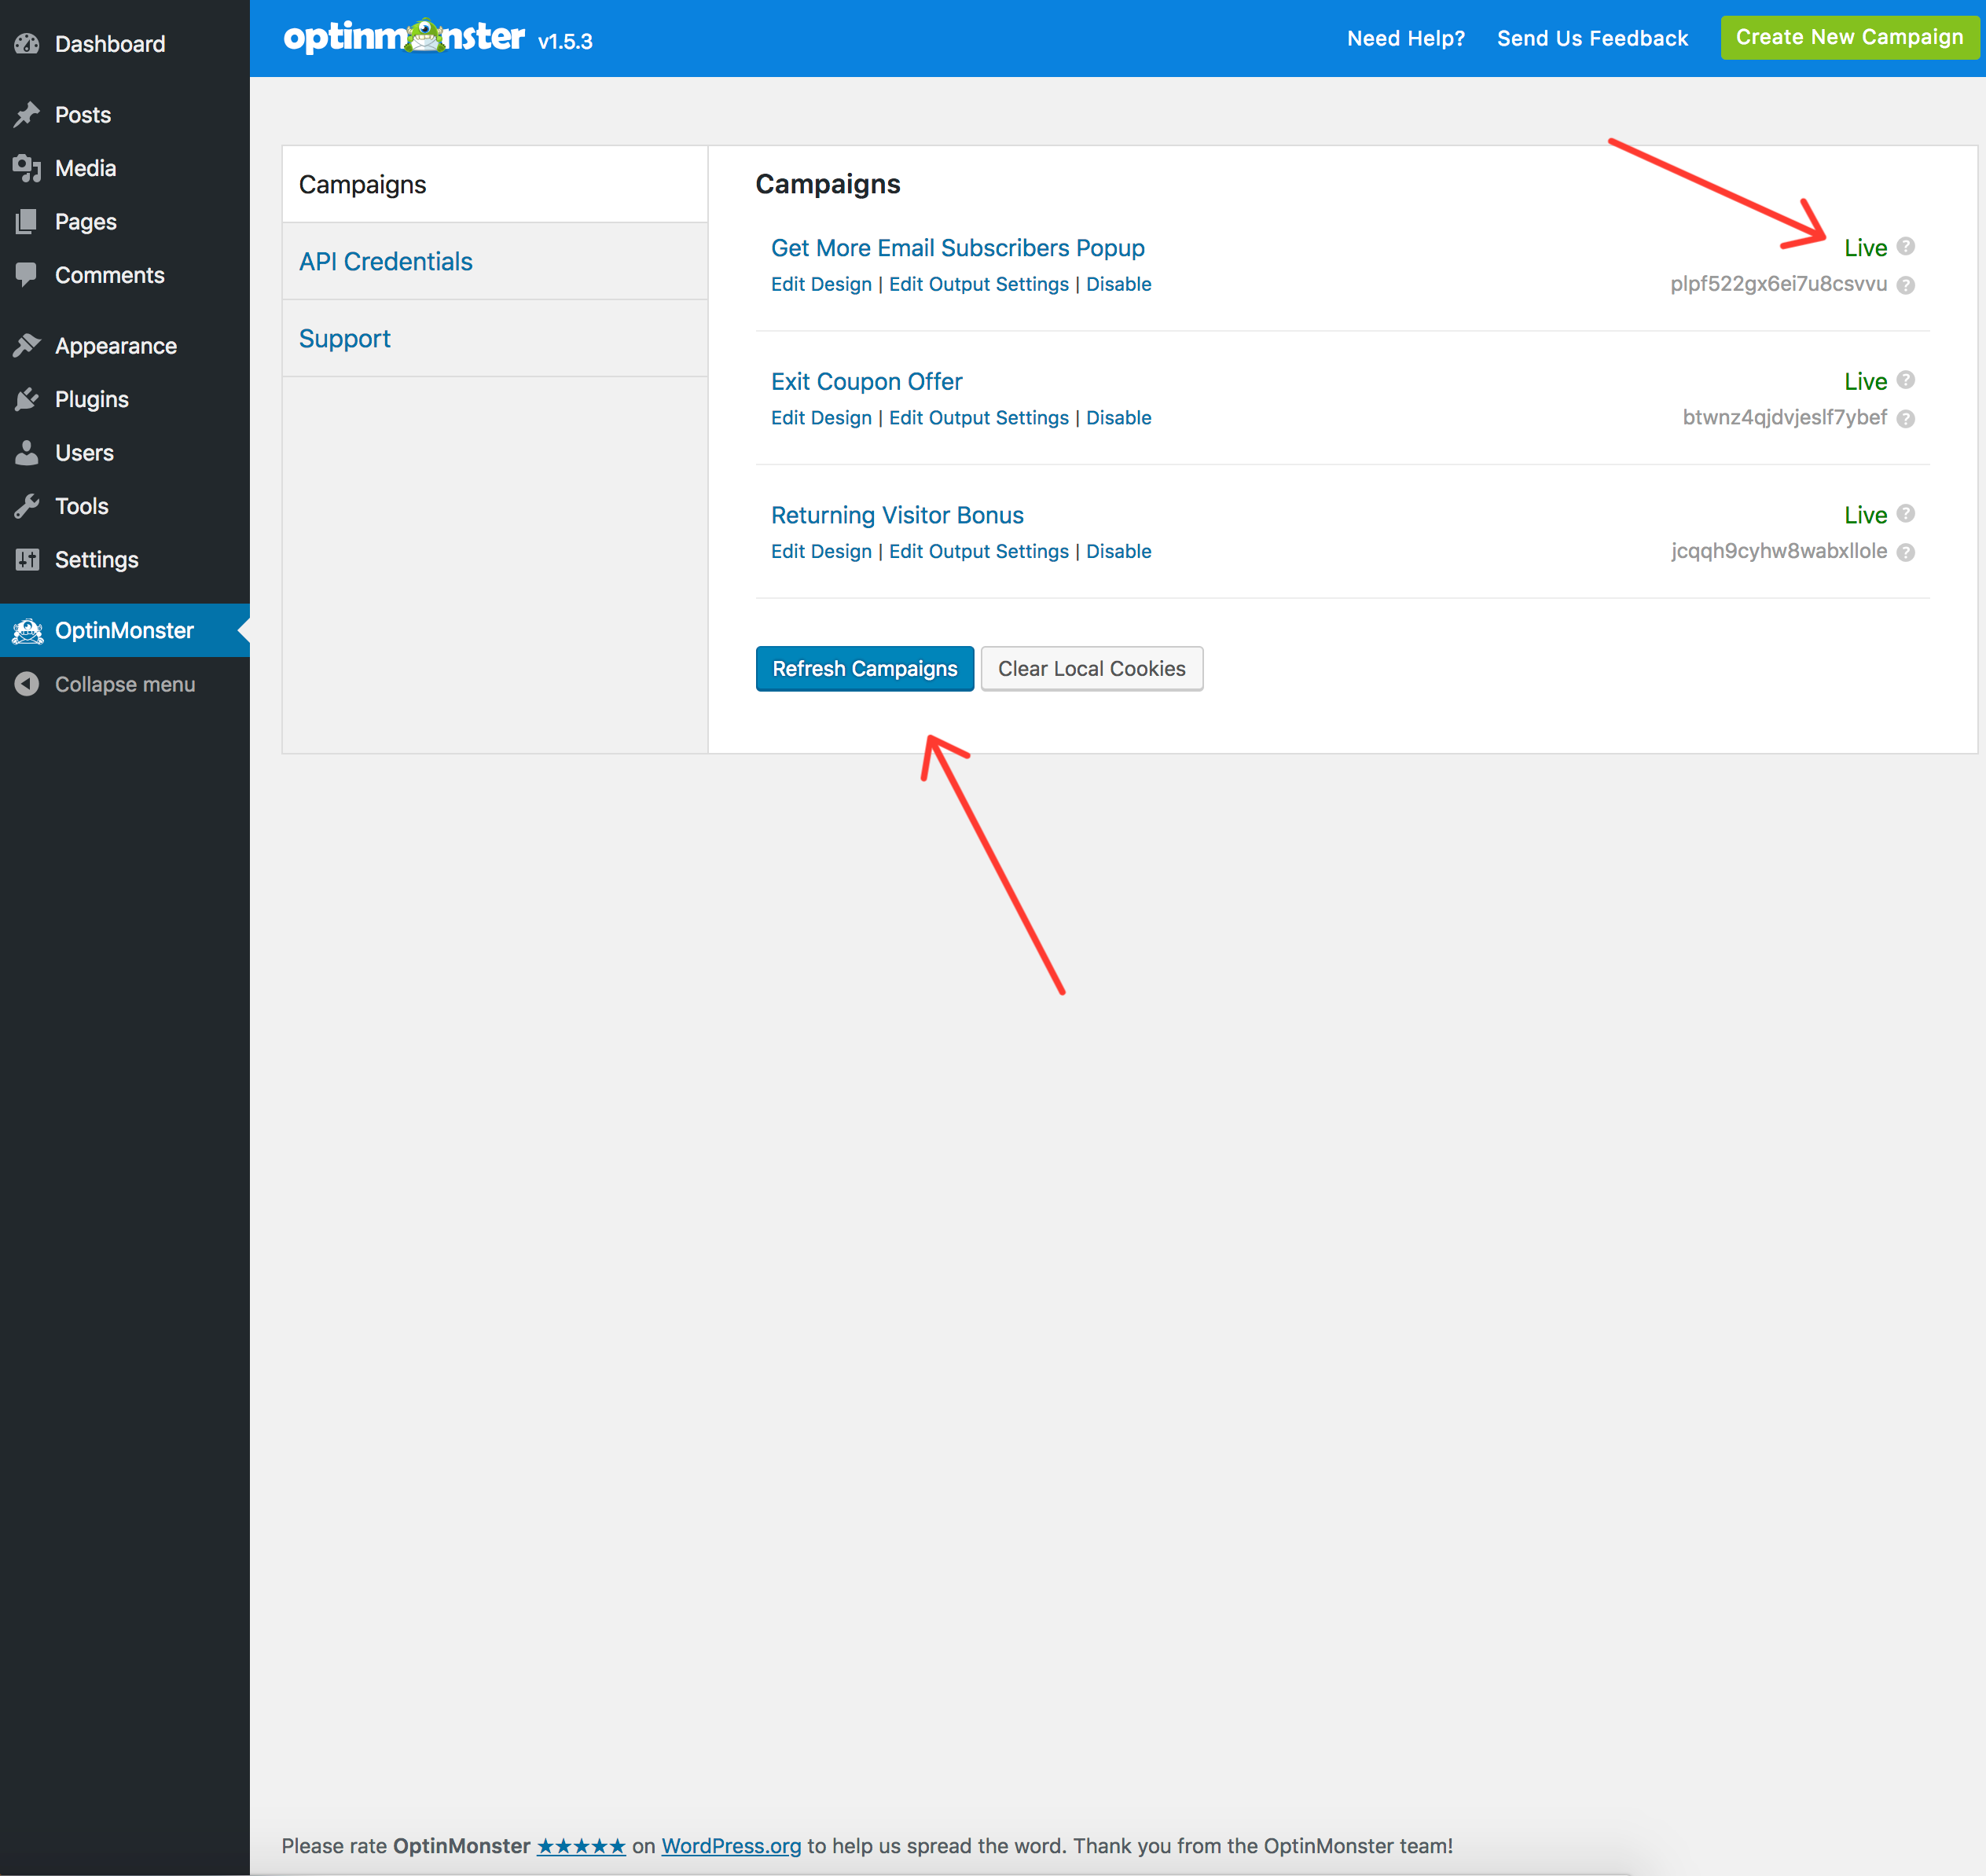 Dashboard
Posts
Media
Pages
Comments
Appearance
Plugins
Users
Tools
Settings
OptinMonster
Collapse menu
optinmonster v1.5.3
Need Help?
Send Us Feedback
Create New Campaign
Campaigns
API Credentials
Support
Campaigns
Get More Email Subscribers Popup
Live
Edit Design | Edit Output Settings | Disable
plpf522gx6ei7u8csvvu
Exit Coupon Offer
Live
Edit Design | Edit Output Settings | Disable
btwnz4qjdvjeslf7ybef
Returning Visitor Bonus
Live
Edit Design | Edit Output Settings | Disable
jcqqh9cyhw8wabxllole
Refresh Campaigns
Clear Local Cookies
Please rate OptinMonster ★★★★★ on WordPress.org to help us spread the word. Thank you from the OptinMonster team!